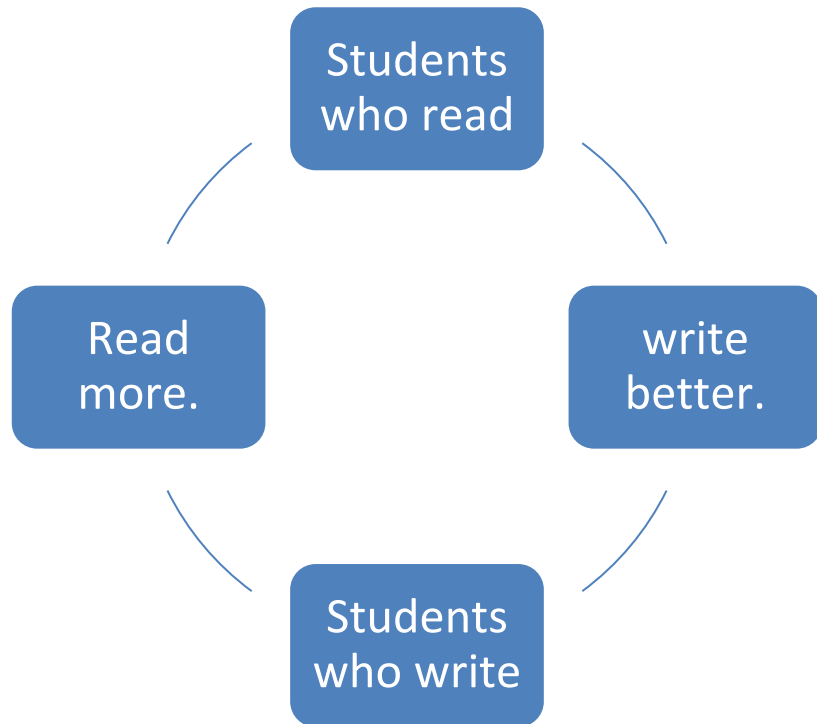 Students
who read
write
better.
Students
who write
Read
more.